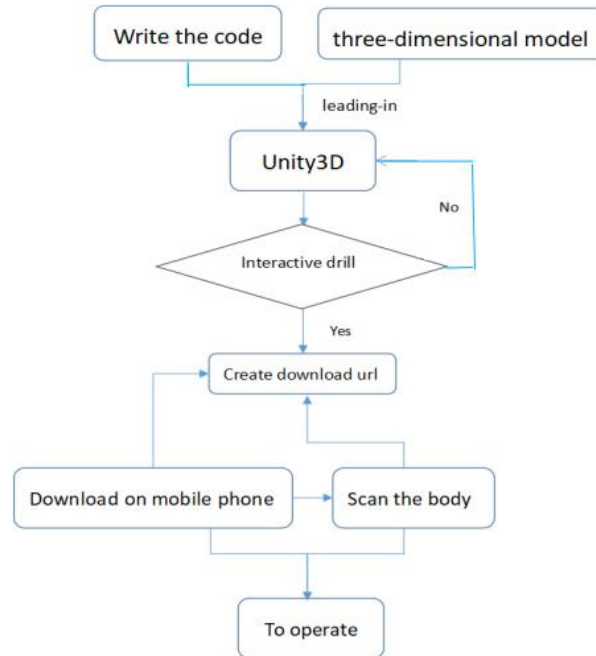 Write the code
three-dimensional model
leading-in
Unity3D
No
Interactive drill
Yes
Create download url
Download on mobile phone
Scan the body
To operate